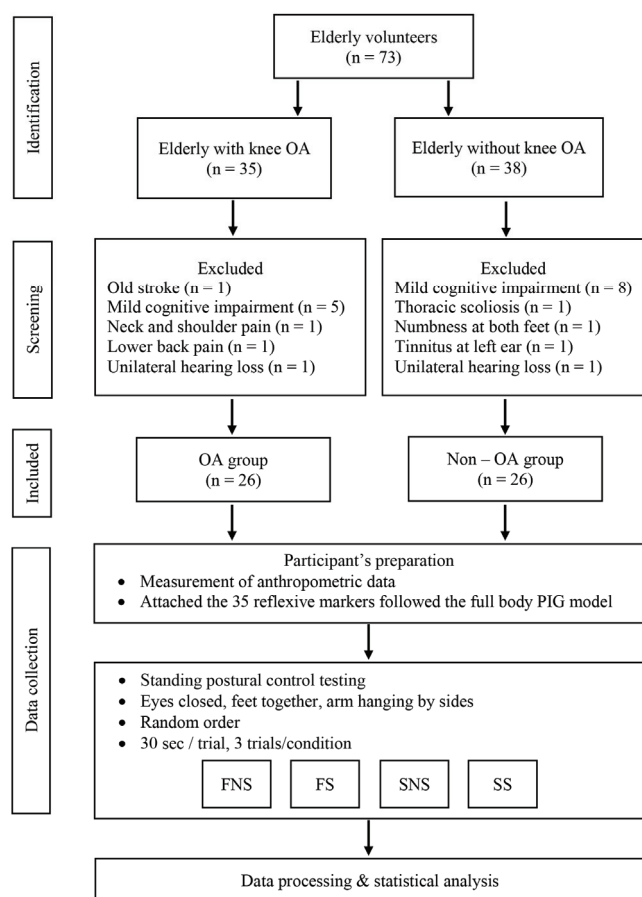 Identification
Elderly volunteers
(n = 73)
Elderly with knee OA
(n = 35)
Elderly without knee OA
(n = 38)
Screening
Excluded
Old stroke (n = 1)
Mild cognitive impairment (n = 5)
Neck and shoulder pain (n = 1)
Lower back pain (n = 1)
Unilateral hearing loss (n = 1)
Excluded
Mild cognitive impairment (n = 8)
Thoracic scoliosis (n = 1)
Numbness at both feet (n = 1)
Tinnitus at left ear (n = 1)
Unilateral hearing loss (n = 1)
Included
OA group
(n = 26)
Non – OA group
(n = 26)
Data collection
Participant's preparation
• Measurement of anthropometric data
• Attached the 35 reflexive markers followed the full body PIG model
• Standing postural control testing
• Eyes closed, feet together, arm hanging by sides
• Random order
• 30 sec / trial, 3 trials/condition
FNS
FS
SNS
SS
Data processing & statistical analysis